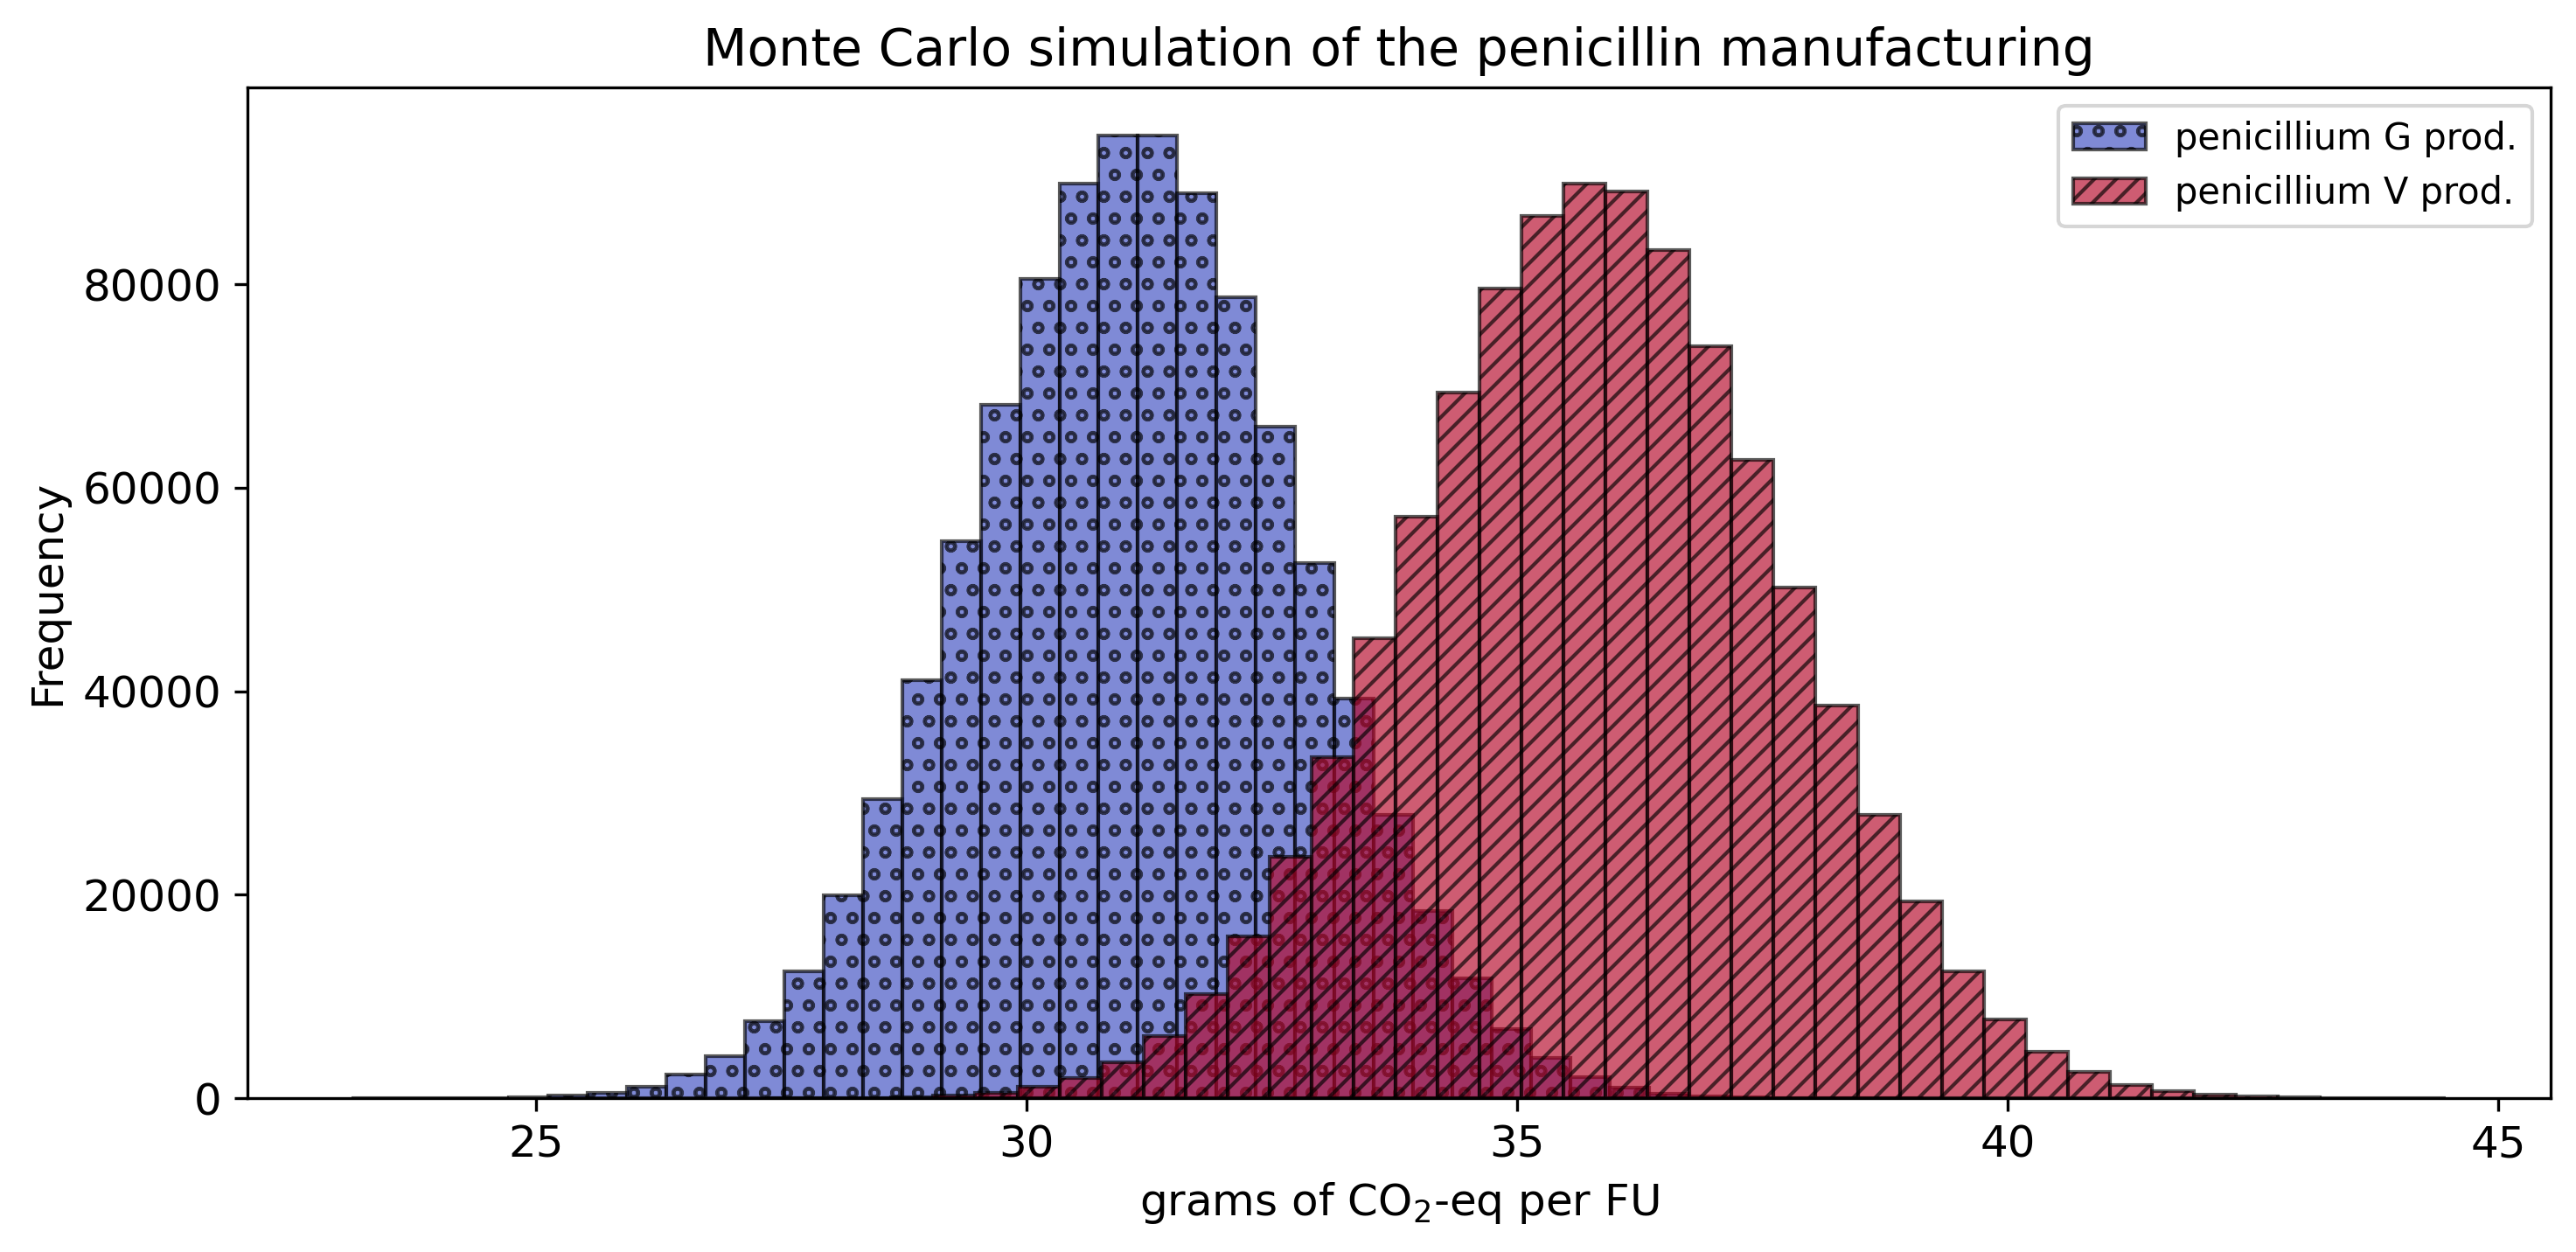 Monte Carlo simulation of the penicillin manufacturing
penicillium G prod.
penicillium V prod.
Frequency
80000
60000
40000
20000
0
25 30 35 40 45
grams of CO₂-eq per FU